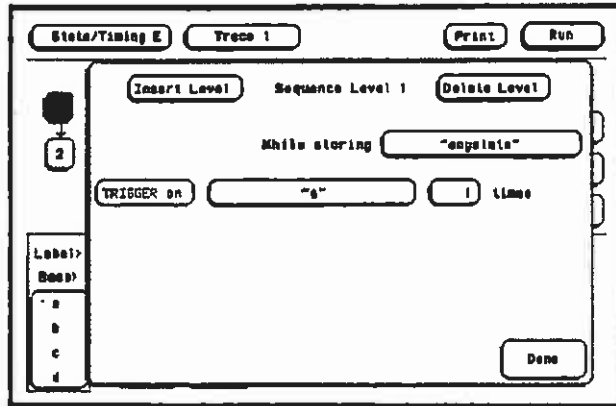 State/Timing E Trace 1 Print Run
Insert Level Sequence Level 1 Delete Level
2
While storing "anystate"
TRIGGER on "a" 1 times
Label>
Base>
a
b
c
d
Done